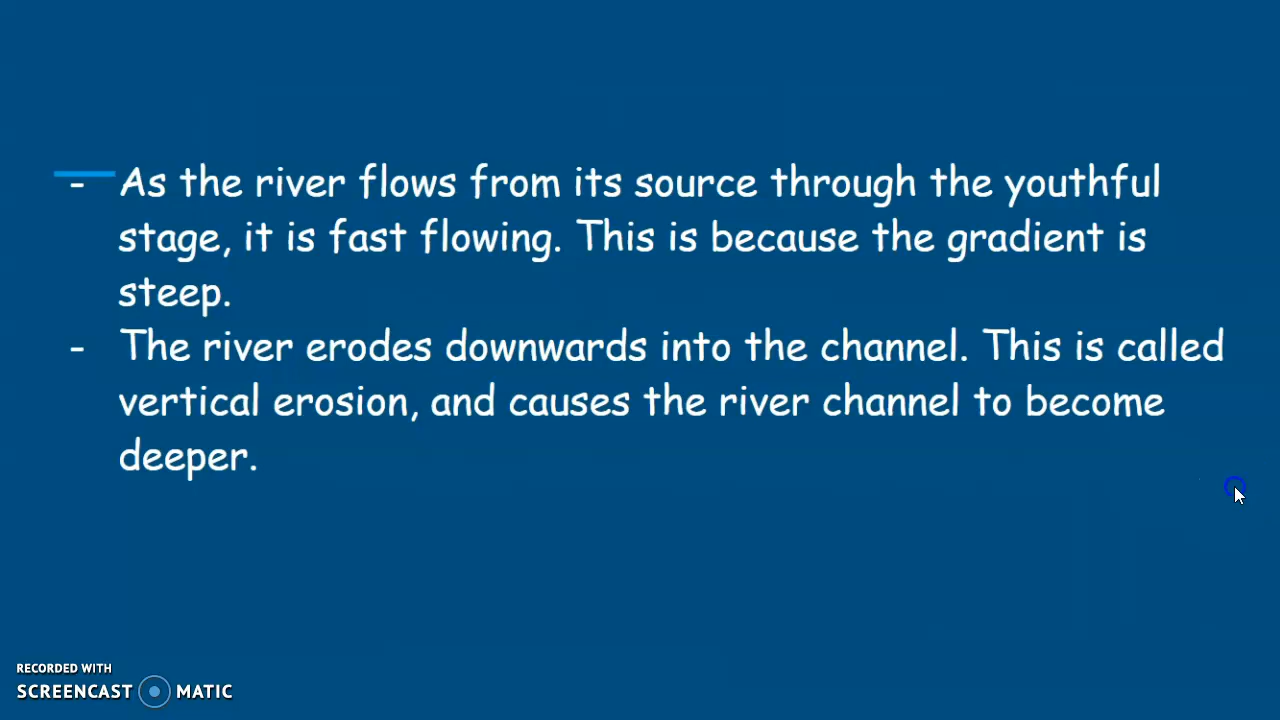 - As the river flows from its source through the youthful
stage, it is fast flowing. This is because the gradient is
steep.
- The river erodes downwards into the channel. This is called
vertical erosion, and causes the river channel to become
deeper.
RECORDED WITH
SCREENCAST MATIC